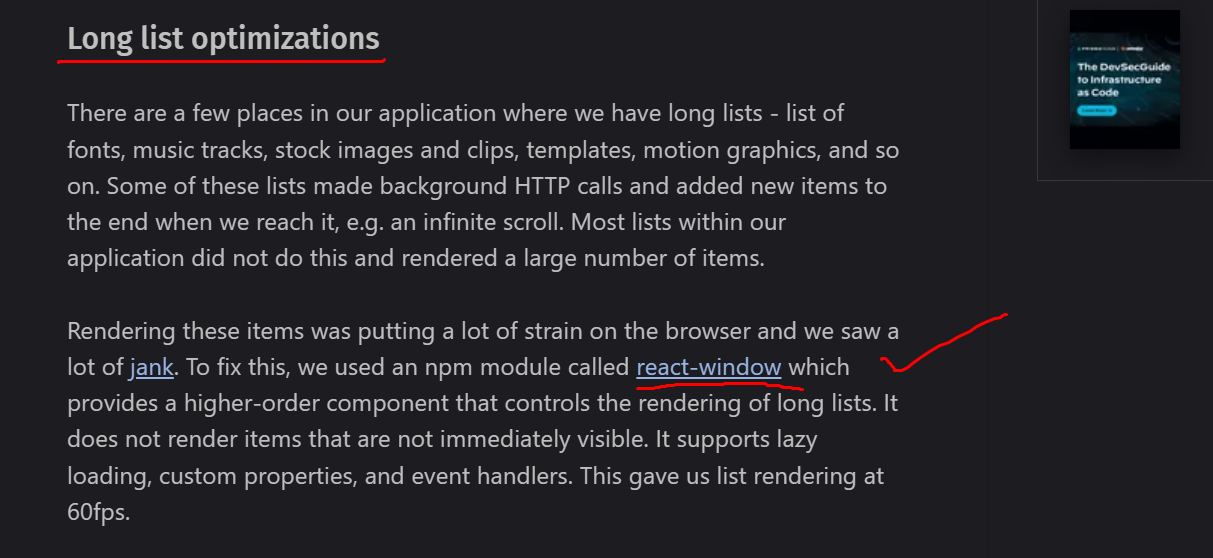 Long list optimizations
There are a few places in our application where we have long lists - list of
fonts, music tracks, stock images and clips, templates, motion graphics, and so
on. Some of these lists made background HTTP calls and added new items to
the end when we reach it, e.g. an infinite scroll. Most lists within our
application did not do this and rendered a large number of items.
Rendering these items was putting a lot of strain on the browser and we saw a
lot of jank. To fix this, we used an npm module called react-window which
provides a higher-order component that controls the rendering of long lists. It
does not render items that are not immediately visible. It supports lazy
loading, custom properties, and event handlers. This gave us list rendering at
60fps.
The DevSecGuide
to Infrastructure
as Code